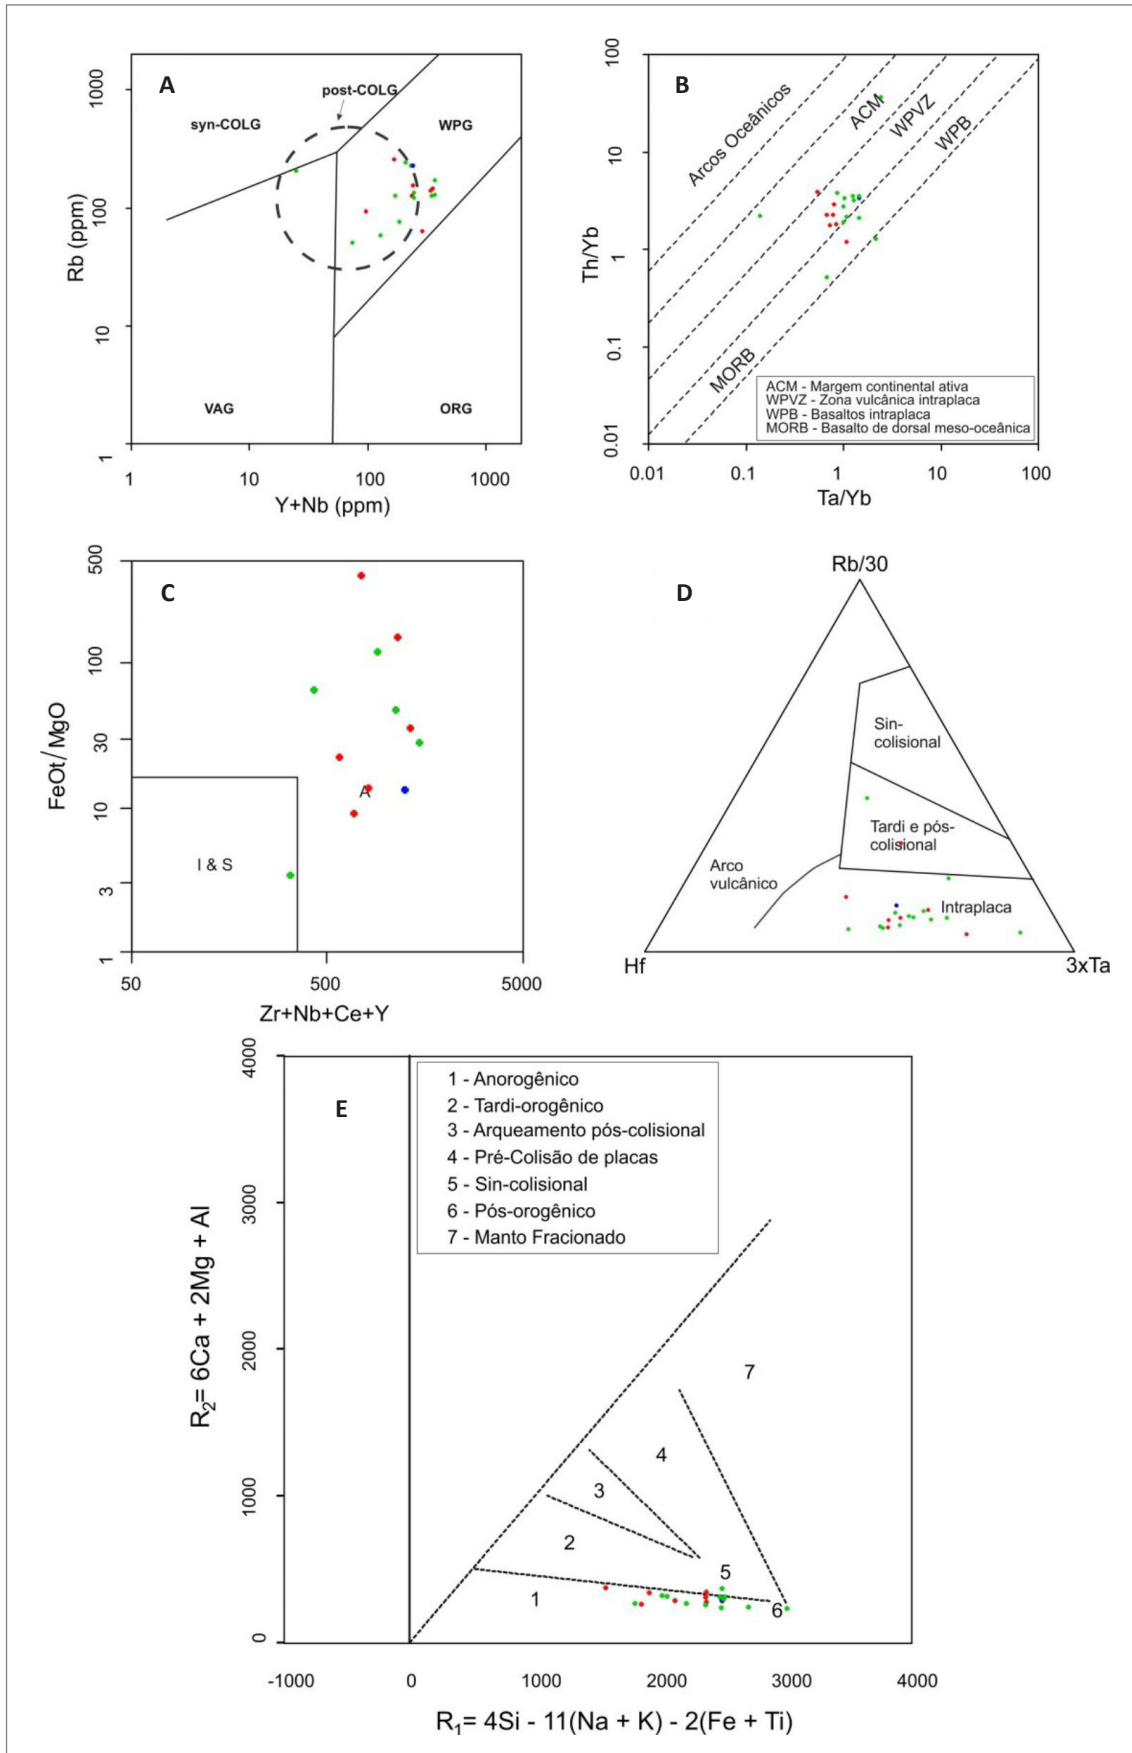 A
post-COLG
syn-COLG
WPG
VAG
ORG
Rb (ppm)
1
10
100
1000
1
10
100
1000
Y+Nb (ppm)
B
Arcos Oceânicos
ACM
WPVZ
WPB
MORB
ACM - Margem continental ativa
WPVZ - Zona vulcânica intraplaca
WPB - Basaltos intraplaca
MORB - Basalto de dorsal meso-oceânica
Th/Yb
0.01
0.1
1
10
100
0.01
0.1
1
10
100
Ta/Yb
C
A
I & S
FeOt/MgO
1
3
10
30
100
500
50
500
5000
Zr+Nb+Ce+Y
D
Rb/30
Sin-
colisional
Tardi e pós-
colisional
Arco
vulcânico
Intraplaca
Hf
3xTa
E
1 - Anorogênico
2 - Tardi-orogênico
3 - Arqueamento pós-colisional
4 - Pré-Colisão de placas
5 - Sin-colisional
6 - Pós-orogênico
7 - Manto Fracionado
7
4
3
2
5
1
6
R₂= 6Ca + 2Mg + Al
0
1000
2000
3000
4000
-1000
0
1000
2000
3000
4000
R₁= 4Si - 11(Na + K) - 2(Fe + Ti)